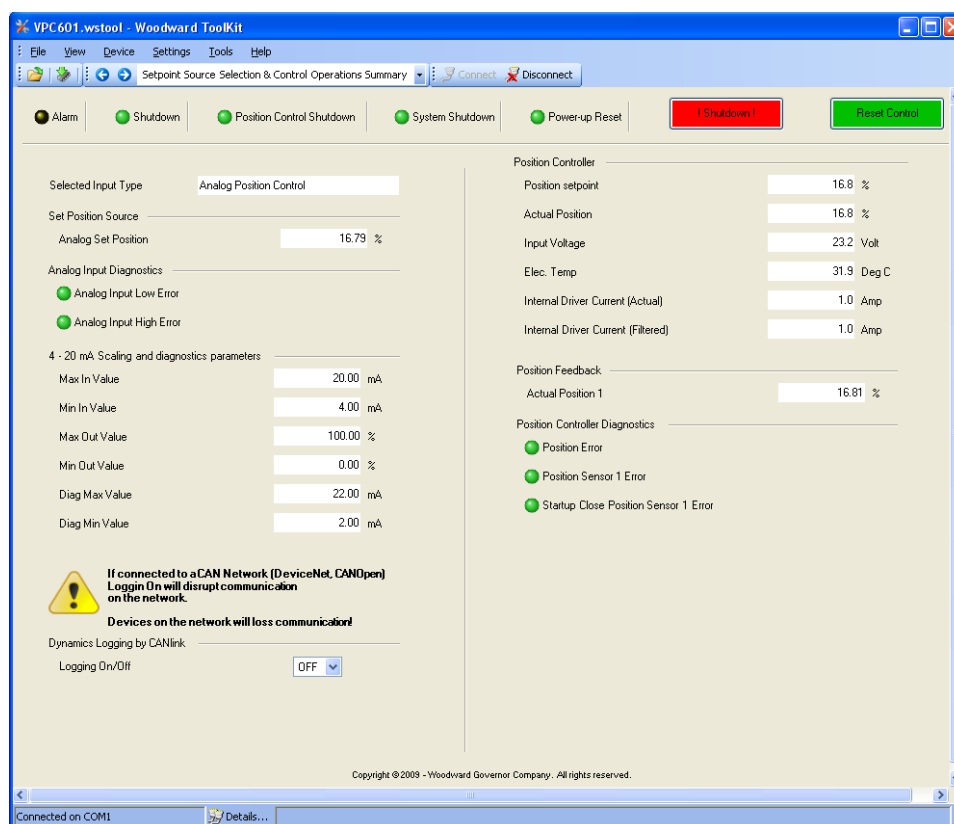 VPC601.wstool - Woodward ToolKit
File View Device Settings Tools Help
Setpoint Source Selection & Control Operations Summary Connect Disconnect
Alarm Shutdown Position Control Shutdown System Shutdown Power-up Reset ! Shutdown ! Reset Control
Selected Input Type Analog Position Control
Set Position Source
Analog Set Position 16.79 %
Analog Input Diagnostics
Analog Input Low Error
Analog Input High Error
4 - 20 mA Scaling and diagnostics parameters
Max In Value 20.00 mA
Min In Value 4.00 mA
Max Out Value 100.00 %
Min Out Value 0.00 %
Diag Max Value 22.00 mA
Diag Min Value 2.00 mA
If connected to a CAN Network (DeviceNet, CANOpen)
Loggin On will disrupt communication
on the network.
Devices on the network will loss communication!
Dynamics Logging by CANlink
Logging On/Off OFF
Position Controller
Position setpoint 16.8 %
Actual Position 16.8 %
Input Voltage 23.2 Volt
Elec. Temp 31.9 Deg C
Internal Driver Current (Actual) 1.0 Amp
Internal Driver Current (Filtered) 1.0 Amp
Position Feedback
Actual Position 1 16.81 %
Position Controller Diagnostics
Position Error
Position Sensor 1 Error
Startup Close Position Sensor 1 Error
Copyright © 2009 - Woodward Governor Company. All rights reserved.
Connected on COM1 Details...